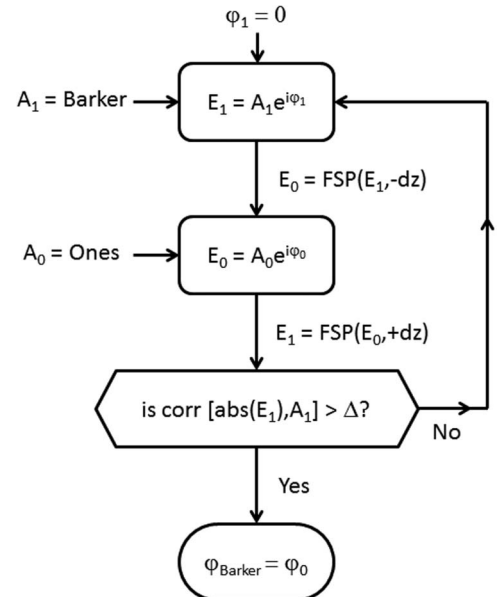 φ₁ = 0
A₁ = Barker
E₁ = A₁e^iφ₁
E₀ = FSP(E₁,-dz)
A₀ = Ones
E₀ = A₀e^iφ₀
E₁ = FSP(E₀,+dz)
is corr [abs(E₁),A₁] > Δ?
No
Yes
φBarker = φ₀